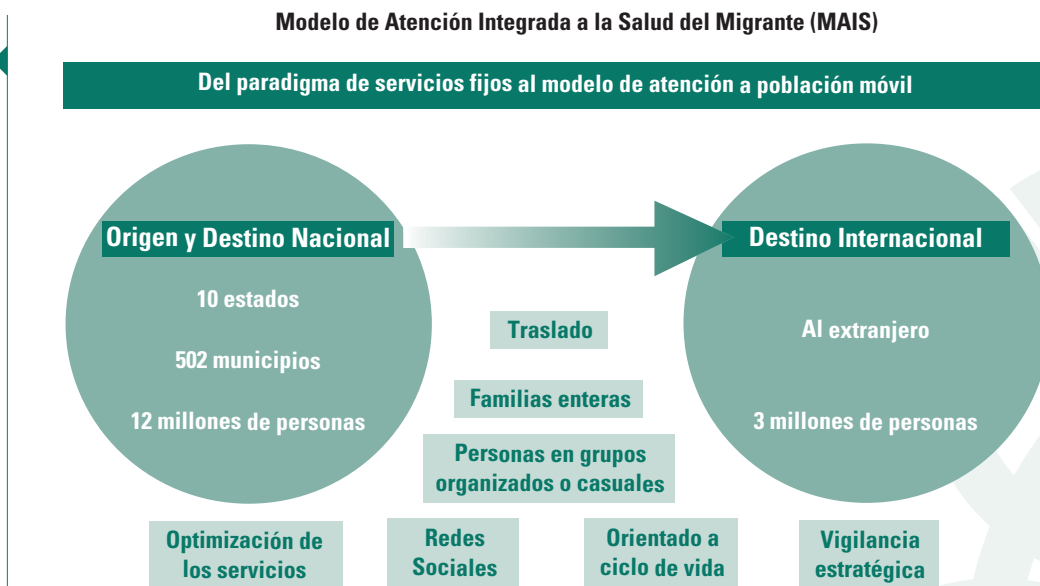 Modelo de Atención Integrada a la Salud del Migrante (MAIS)
Del paradigma de servicios fijos al modelo de atención a población móvil
Origen y Destino Nacional
10 estados
502 municipios
12 millones de personas
Traslado
Familias enteras
Personas en grupos
organizados o casuales
Destino Internacional
Al extranjero
3 millones de personas
Optimización de
los servicios
Redes
Sociales
Orientado a
ciclo de vida
Vigilancia
estratégica